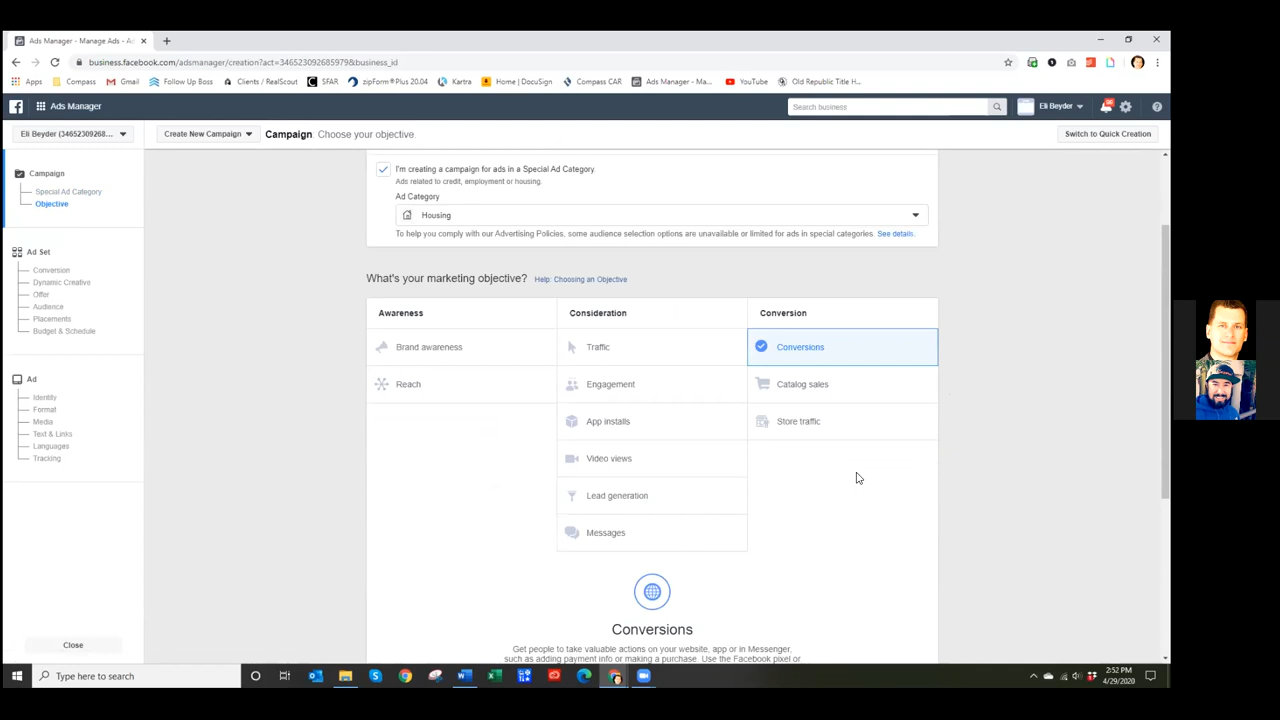 Ads Manager - Manage Ads - Ad
business.facebook.com/adsmanager/creation?act=346523092685979&business_id
Apps
Compass
Gmail
Follow Up Boss
Clients / RealScout
SFAR
zipForm®Plus 20.04
Kartra
Home | DocuSign
Compass CAR
Ads Manager - Ma...
YouTube
Old Republic Title H...
Ads Manager
Search business
Eli Beyder
Eli Beyder (34652309268...
Create New Campaign
Campaign: Choose your objective.
Switch to Quick Creation
Campaign
Special Ad Category
Objective
Ad Set
Conversion
Dynamic Creative
Offer
Audience
Placements
Budget & Schedule
Ad
Identity
Format
Media
Text & Links
Languages
Tracking
Close
I'm creating a campaign for ads in a Special Ad Category.
Ads related to credit, employment or housing.
Ad Category
Housing
To help you comply with our Advertising Policies, some audience selection options are unavailable or limited for ads in special categories. See details.
What's your marketing objective? Help: Choosing an Objective
Awareness
Consideration
Conversion
Brand awareness
Traffic
Conversions
Reach
Engagement
Catalog sales
App installs
Store traffic
Video views
Lead generation
Messages
Conversions
Get people to take valuable actions on your website, app or in Messenger,
such as adding payment info or making a purchase. Use the Facebook pixel or
Type here to search
2:52 PM
4/29/2020